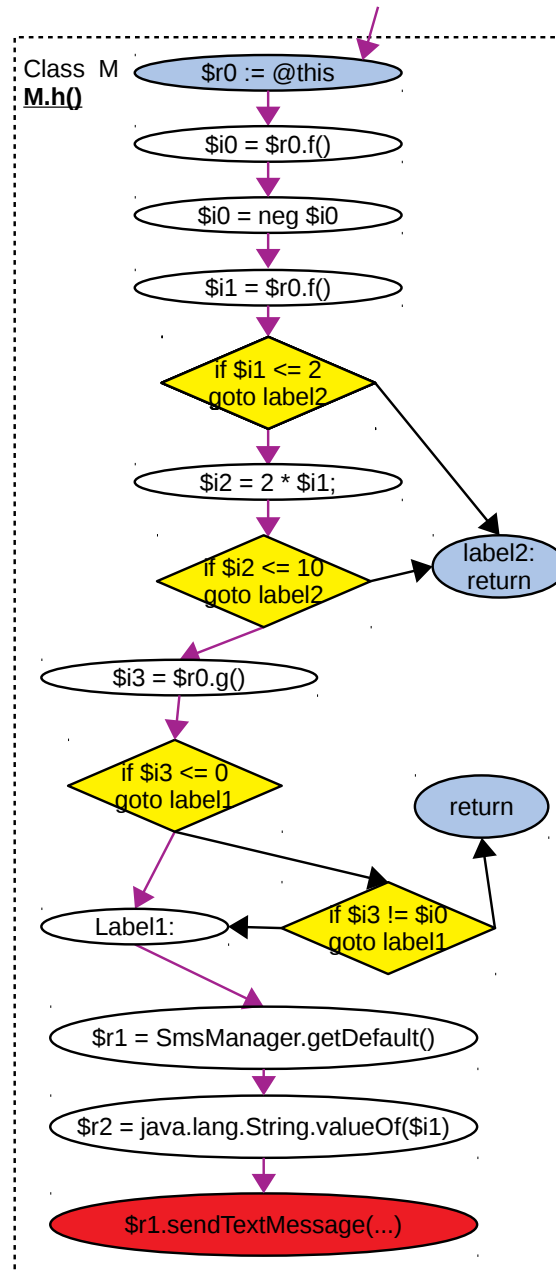 Class M
M.h()
$r0 := @this
$i0 = $r0.f()
$i0 = neg $i0
$i1 = $r0.f()
if $i1 <= 2
goto label2
$i2 = 2 * $i1;
if $i2 <= 10
goto label2
label2:
return
$i3 = $r0.g()
if $i3 <= 0
goto label1
return
if $i3 != $i0
goto label1
Label1:
$r1 = SmsManager.getDefault()
$r2 = java.lang.String.valueOf($i1)
$r1.sendTextMessage(...)